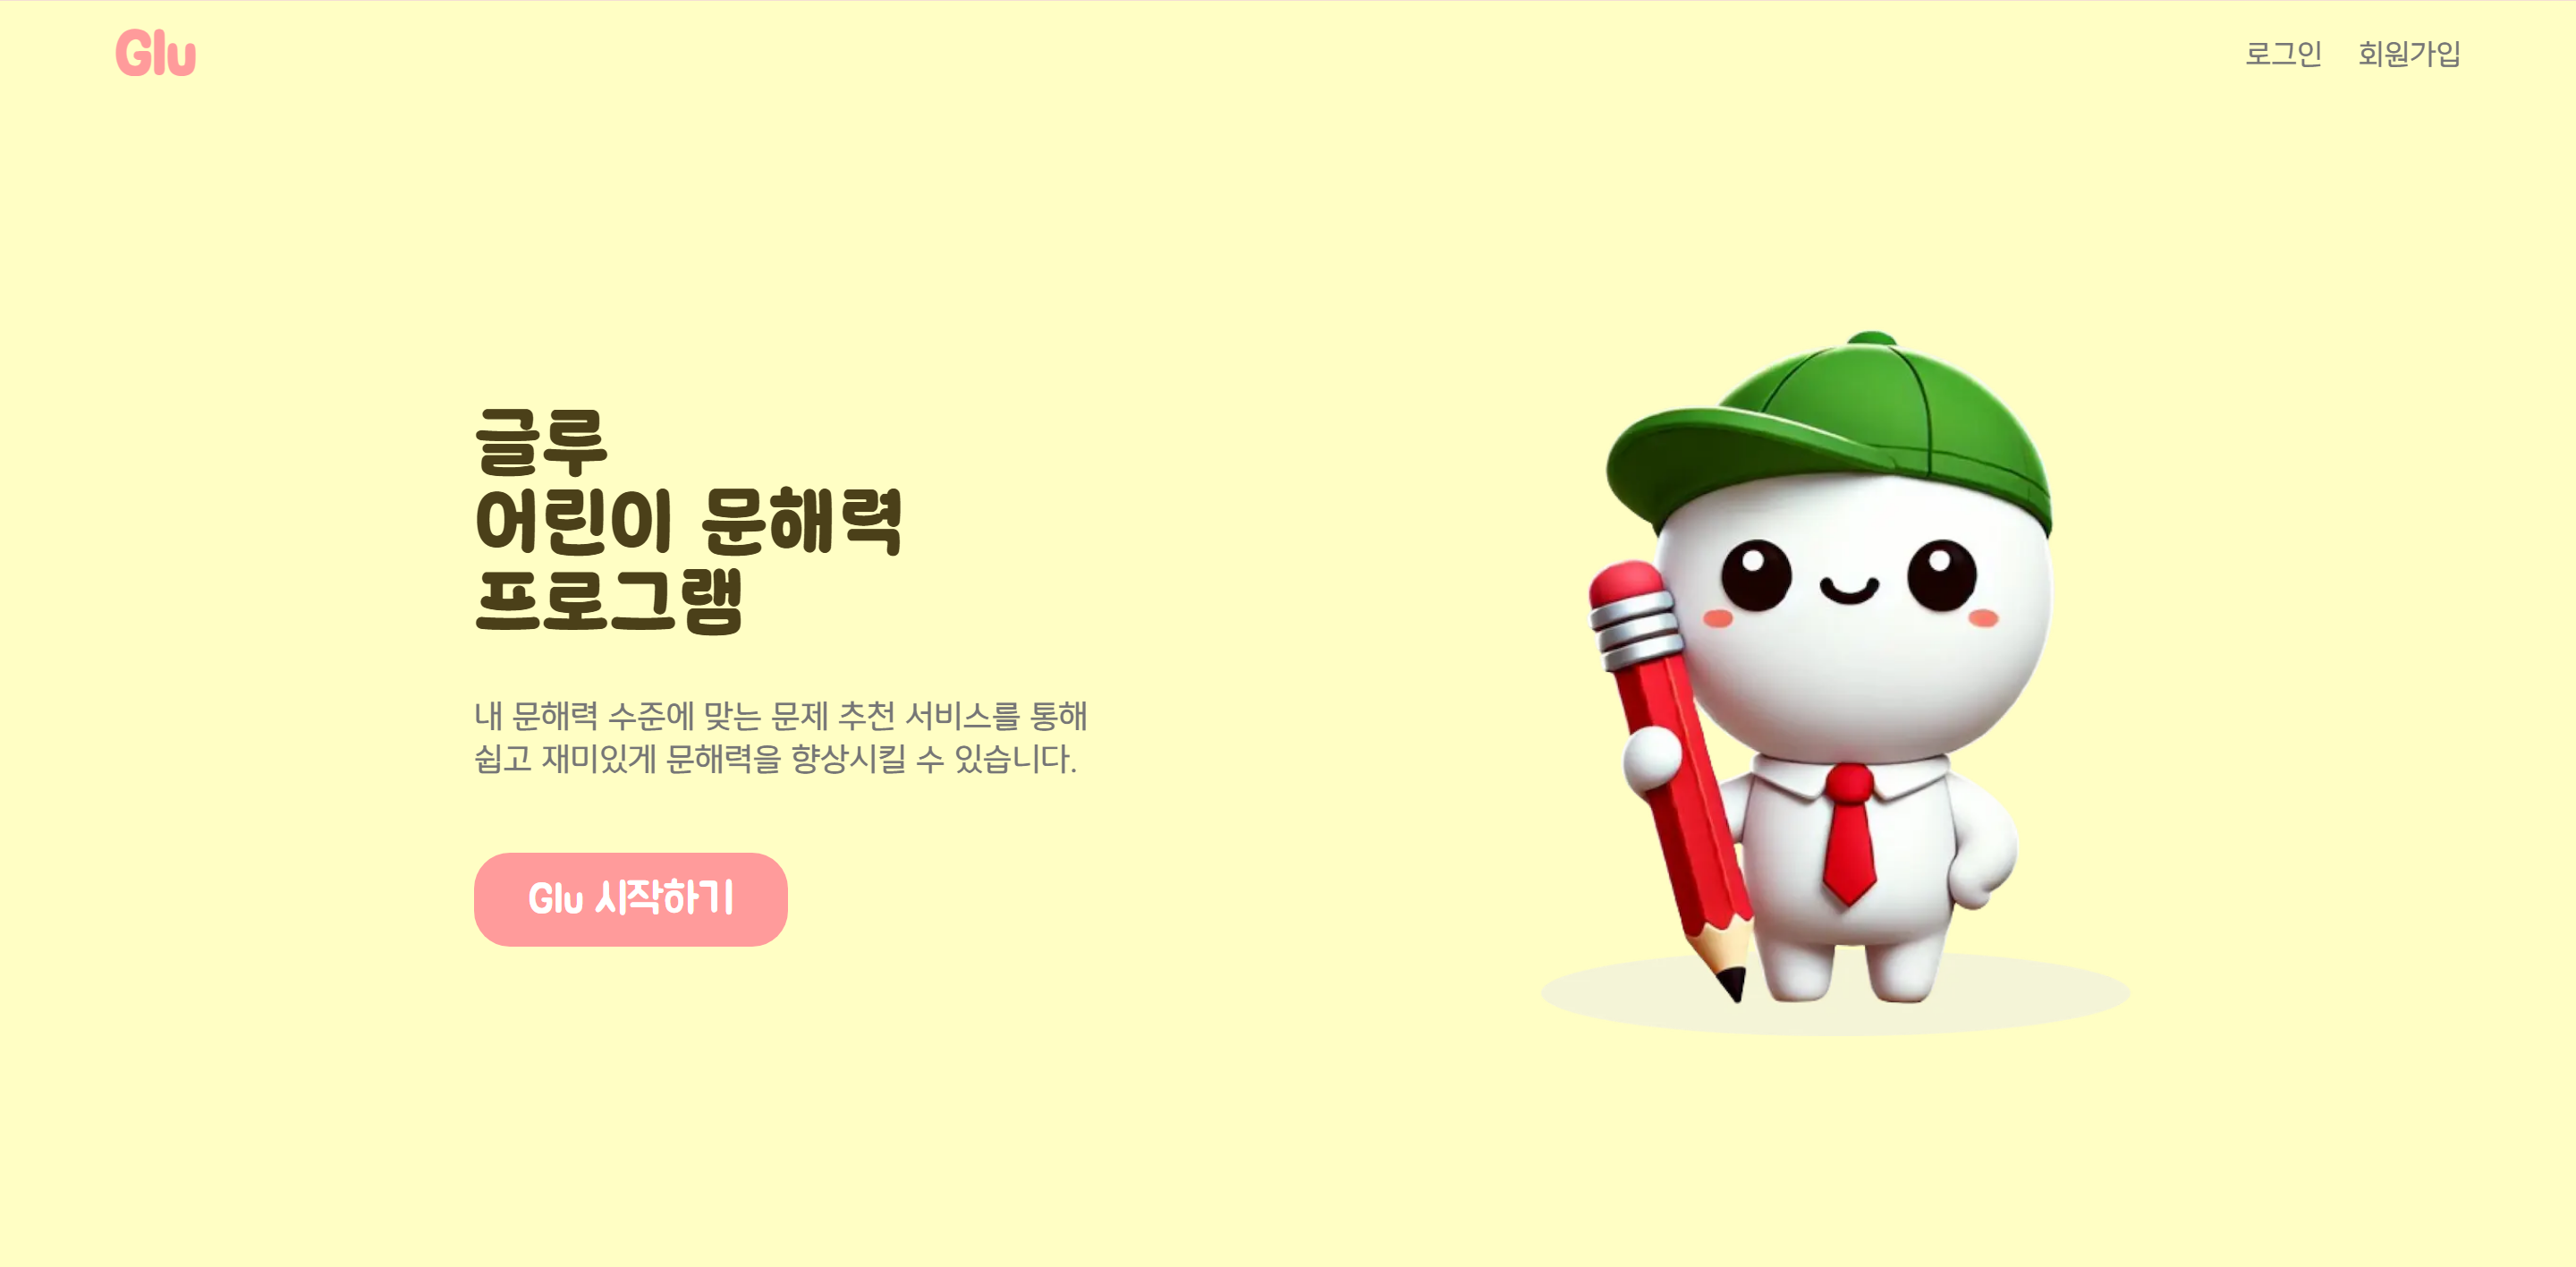 Glu
로그인 회원가입
글루
어린이 문해력
프로그램
내 문해력 수준에 맞는 문제 추천 서비스를 통해
쉽고 재미있게 문해력을 향상시킬 수 있습니다.
Glu 시작하기